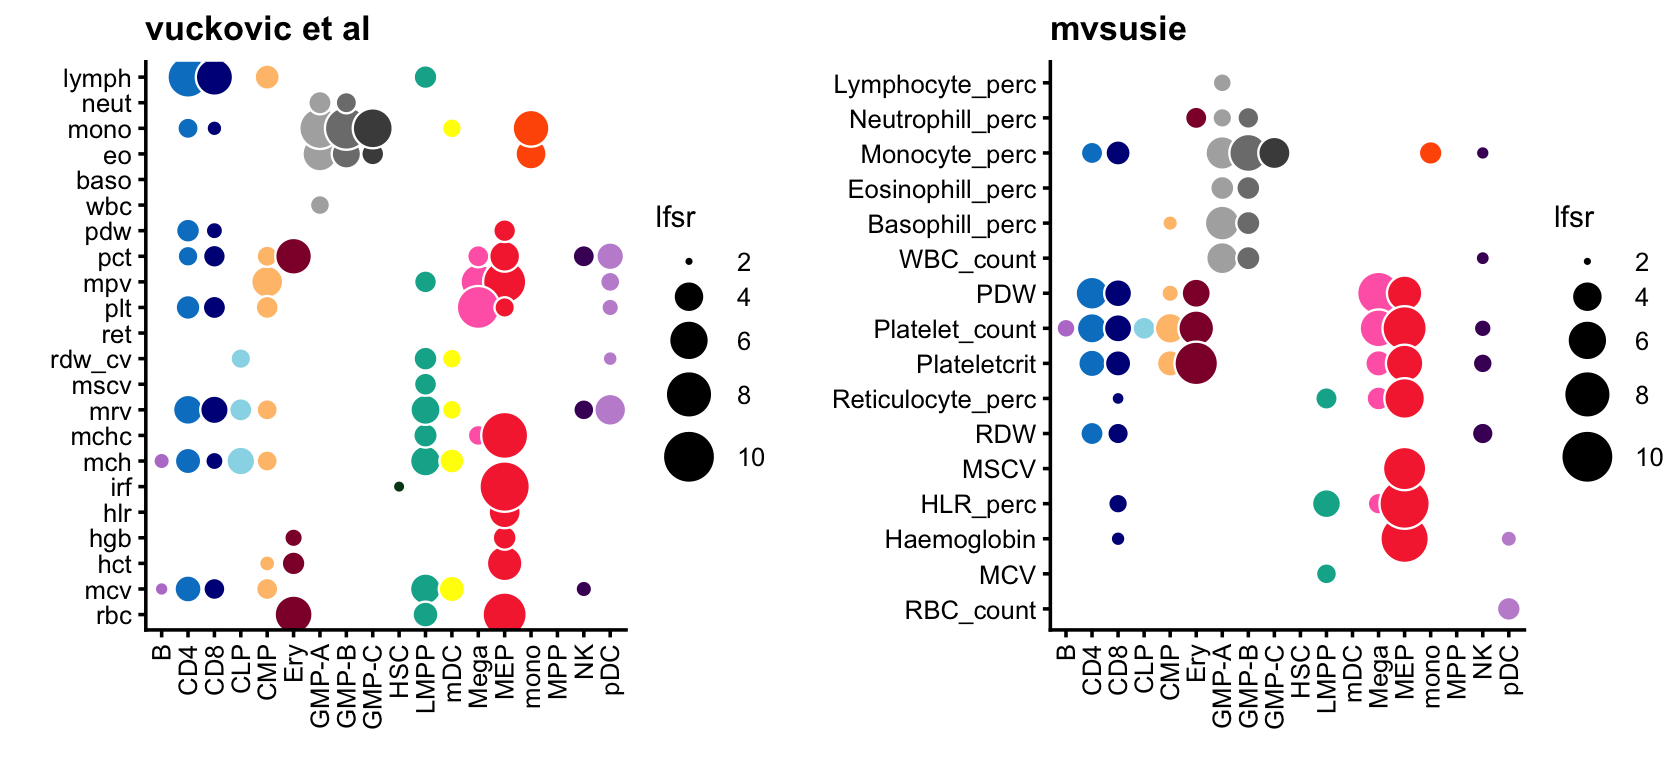 vuckovic et al
lymph
neut
mono
eo
baso
wbc
pdw
pct
mpv
plt
ret
rdw_cv
mscv
mrv
mchc
mch
irf
hlr
hgb
hct
mcv
rbc
B
CD4
CD8
CLP
CMP
Ery
GMP-A
GMP-B
GMP-C
HSC
LMPP
mDC
Mega
MEP
mono
MPP
NK
pDC
lfsr
2
4
6
8
10
mvsusie
Lymphocyte_perc
Neutrophill_perc
Monocyte_perc
Eosinophill_perc
Basophill_perc
WBC_count
PDW
Platelet_count
Plateletcrit
Reticulocyte_perc
RDW
MSCV
HLR_perc
Haemoglobin
MCV
RBC_count
B
CD4
CD8
CLP
CMP
Ery
GMP-A
GMP-B
GMP-C
HSC
LMPP
mDC
Mega
MEP
mono
MPP
NK
pDC
lfsr
2
4
6
8
10